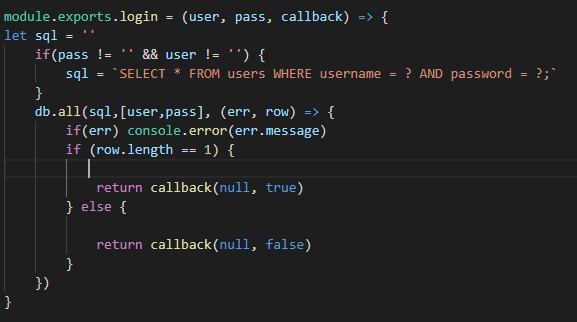 module.exports.login = (user, pass, callback) => {
let sql = ''
    if(pass != '' && user != '') {
        sql = `SELECT * FROM users WHERE username = ? AND password = ?;`
    }
    db.all(sql,[user,pass], (err, row) => {
        if(err) console.error(err.message)
        if (row.length == 1) {
            return callback(null, true)
        } else {
            return callback(null, false)
        }
    })
}